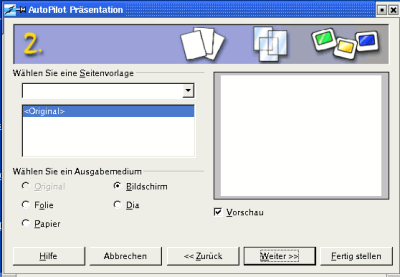 AutoPilot Präsentation
2.
Wählen Sie eine Seitenvorlage
<Original>
Wählen Sie ein Ausgabemedium
Original
Bildschirm
Folie
Dia
Papier
Vorschau
Hilfe
Abbrechen
<< Zurück
Weiter >>
Fertig stellen